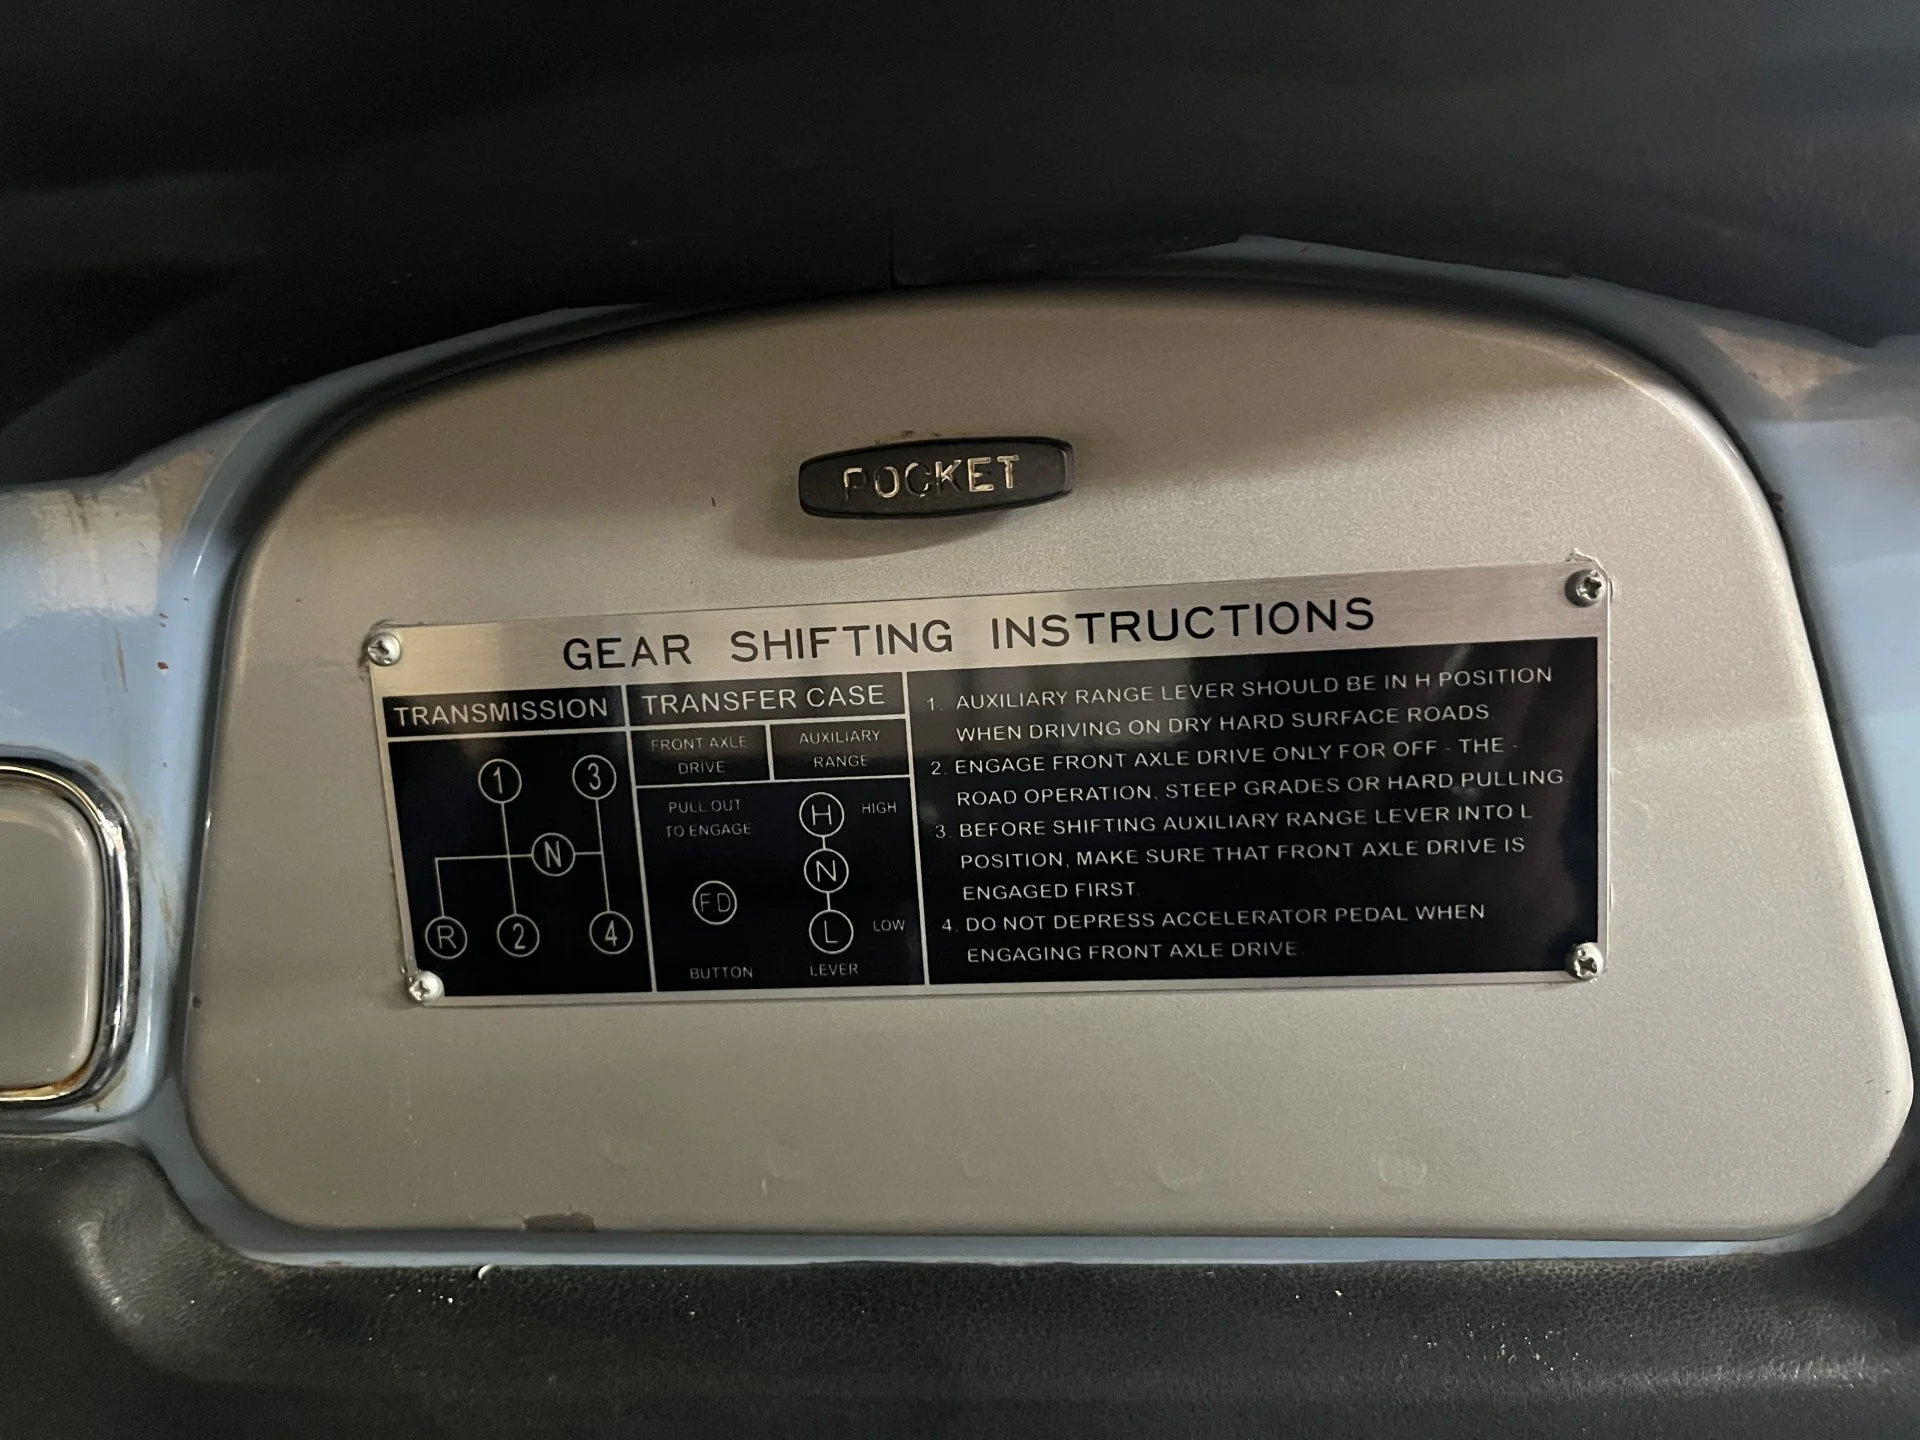 POCKET
GEAR SHIFTING INSTRUCTIONS
TRANSMISSION
1 3
N
R 2 4
TRANSFER CASE
FRONT AXLE
DRIVE
AUXILIARY
RANGE
PULL OUT
TO ENGAGE
F.D
BUTTON
H HIGH
N
L LOW
LEVER
1. AUXILIARY RANGE LEVER SHOULD BE IN H POSITION
WHEN DRIVING ON DRY HARD SURFACE ROADS.
2. ENGAGE FRONT AXLE DRIVE ONLY FOR OFF - THE -
ROAD OPERATION. STEEP GRADES OR HARD PULLING.
3. BEFORE SHIFTING AUXILIARY RANGE LEVER INTO L
POSITION, MAKE SURE THAT FRONT AXLE DRIVE IS
ENGAGED FIRST.
4. DO NOT DEPRESS ACCELERATOR PEDAL WHEN
ENGAGING FRONT AXLE DRIVE.